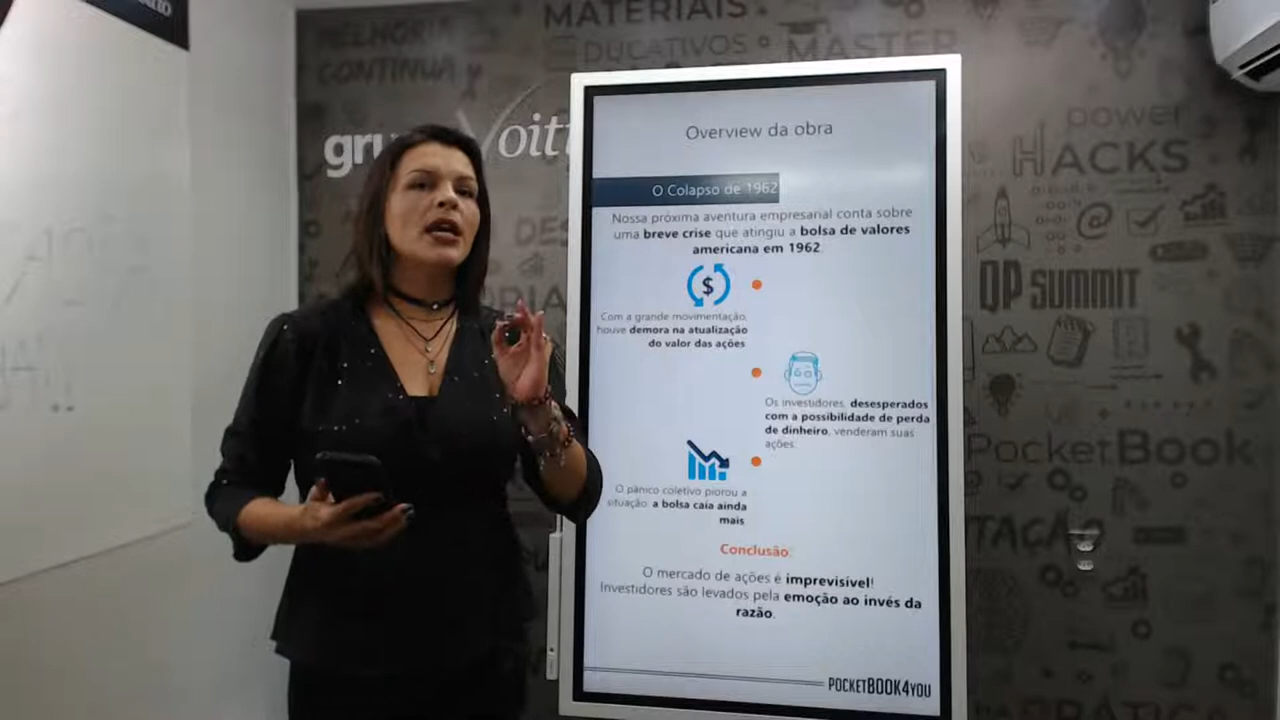 MATERIAIS
MELHORIA
CONTÍNUA
DUCATIVOS
MASTER
power
HACKS
QP SUMMIT
PocketBook
Overview da obra
O Colapso de 1962
Nossa próxima aventura empresarial conta sobre
uma breve crise que atingiu a bolsa de valores
americana em 1962.
$
Com a grande movimentação,
houve demora na atualização
do valor das ações
Os investidores, desesperados
com a possibilidade de perda
de dinheiro, venderam suas
ações.
O pânico coletivo piorou a
situação: a bolsa caía ainda
mais
Conclusão:
O mercado de ações é imprevisível!
Investidores são levados pela emoção ao invés da
razão.
POCKETBOOK4YOU